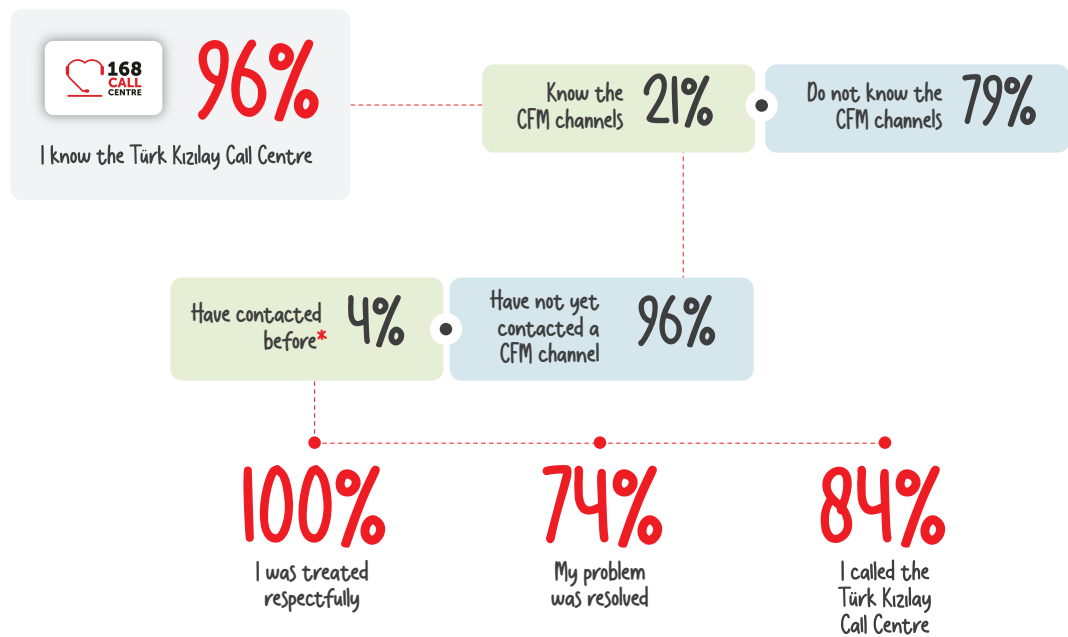 168
CALL
CENTRE
96%
I know the Türk Kızılay Call Centre
Know the
CFM channels
21%
Do not know the
CFM channels
79%
Have contacted
before*
4%
Have not yet
contacted a
CFM channel
96%
100%
I was treated
respectfully
74%
My problem
was resolved
84%
I called the
Türk Kızılay
Call Centre